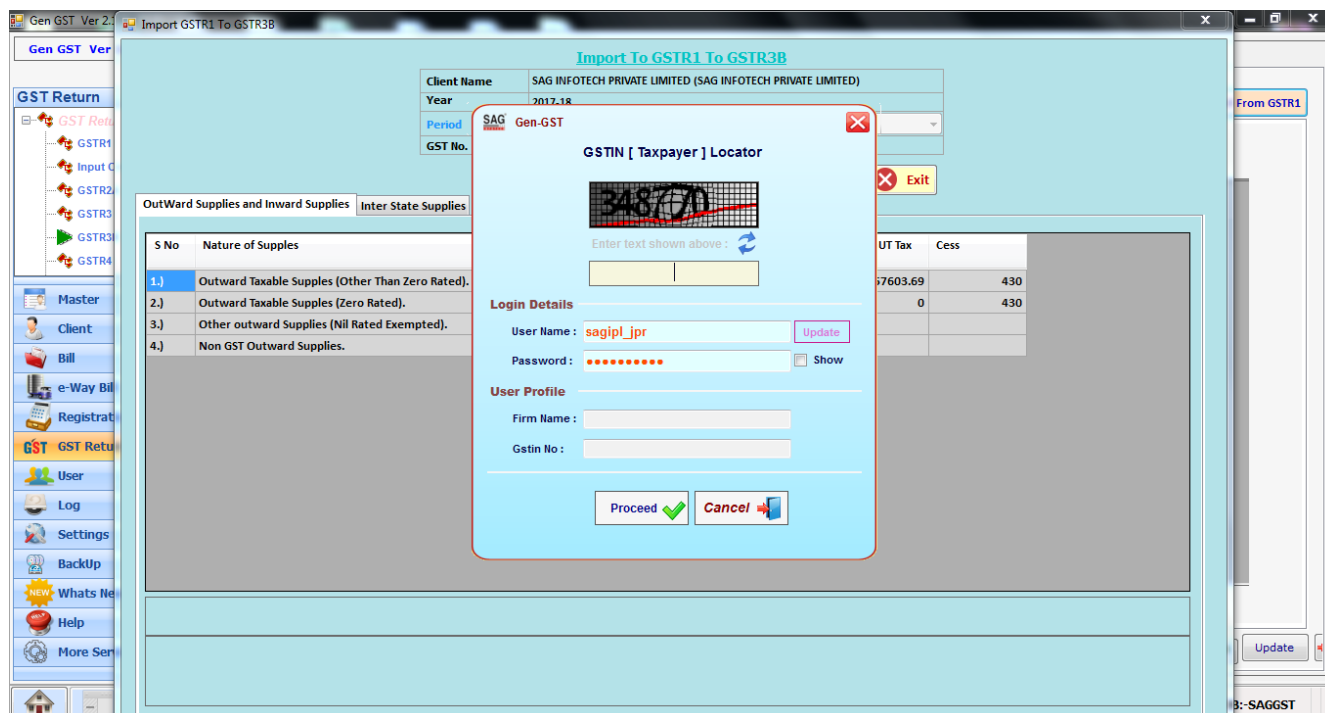 Gen GST Ver 2.
Import GSTR1 To GSTR3B
Gen GST Ver
Import To GSTR1 To GSTR3B
Client Name SAG INFOTECH PRIVATE LIMITED (SAG INFOTECH PRIVATE LIMITED)
Year 2017-18
Period
GST No.
GST Return
From GSTR1
GST Retu
GSTR1
Input C
GSTR2
GSTR3
GSTR3
GSTR4
Exit
OutWard Supplies and Inward Supplies Inter State Supplies
S No Nature of Supples UT Tax Cess
1.) Outward Taxable Supples (Other Than Zero Rated). 57603.69 430
2.) Outward Taxable Supples (Zero Rated). 0 430
3.) Other outward Supplies (Nil Rated Exempted).
4.) Non GST Outward Supplies.
SAG Gen-GST
GSTIN [ Taxpayer ] Locator
Enter text shown above :
Login Details
User Name : sagipl_jpr Update
Password : Show
User Profile
Firm Name :
Gstin No :
Proceed Cancel
Master
Client
Bill
e-Way Bil
Registrat
GST GST Retu
User
Log
Settings
BackUp
NEW Whats Ne
Help
More Ser
Update
B:-SAGGST